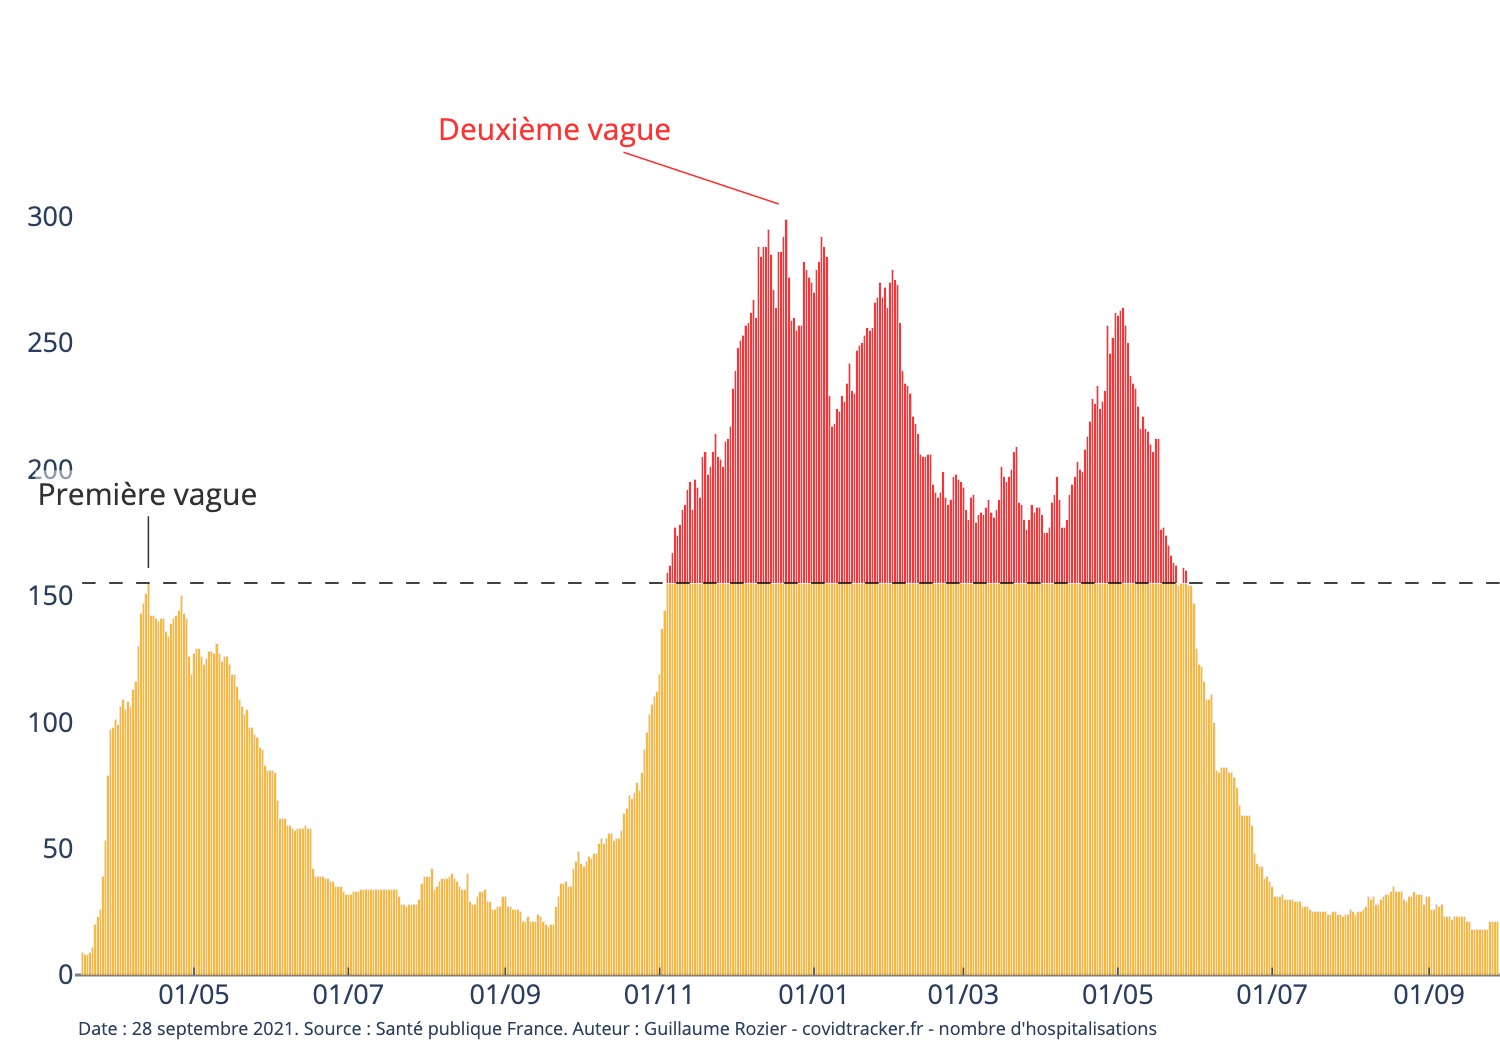 Deuxième vague
300
250
200
Première vague
150
100
50
0
01/05 01/07 01/09 01/11 01/01 01/03 01/05 01/07 01/09
Date : 28 septembre 2021. Source : Santé publique France. Auteur : Guillaume Rozier - covidtracker.fr - nombre d'hospitalisations